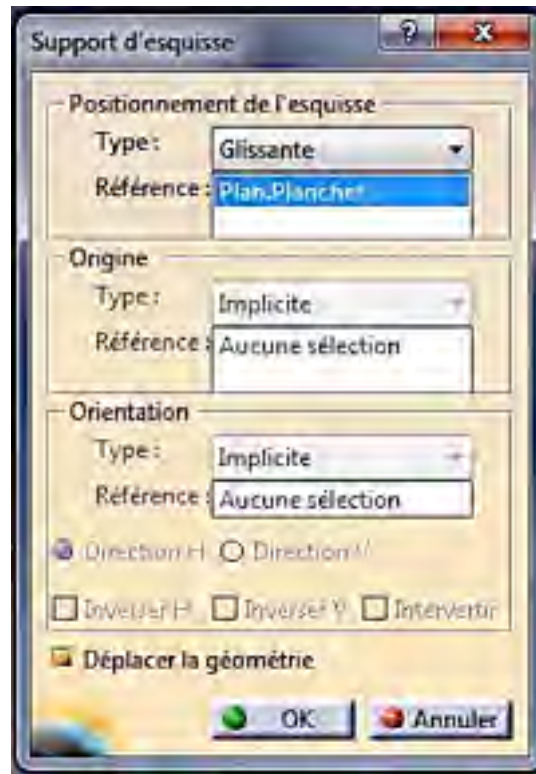 Support d'esquisse
Positionnement de l'esquisse
Type :
Glissante
Référence :
Plan.Plancher
Origine
Type :
Implicite
Référence :
Aucune sélection
Orientation
Type :
Implicite
Référence :
Aucune sélection
Direction H Direction V
Inverser H Inverser V Intervertir
Déplacer la géométrie
OK Annuler